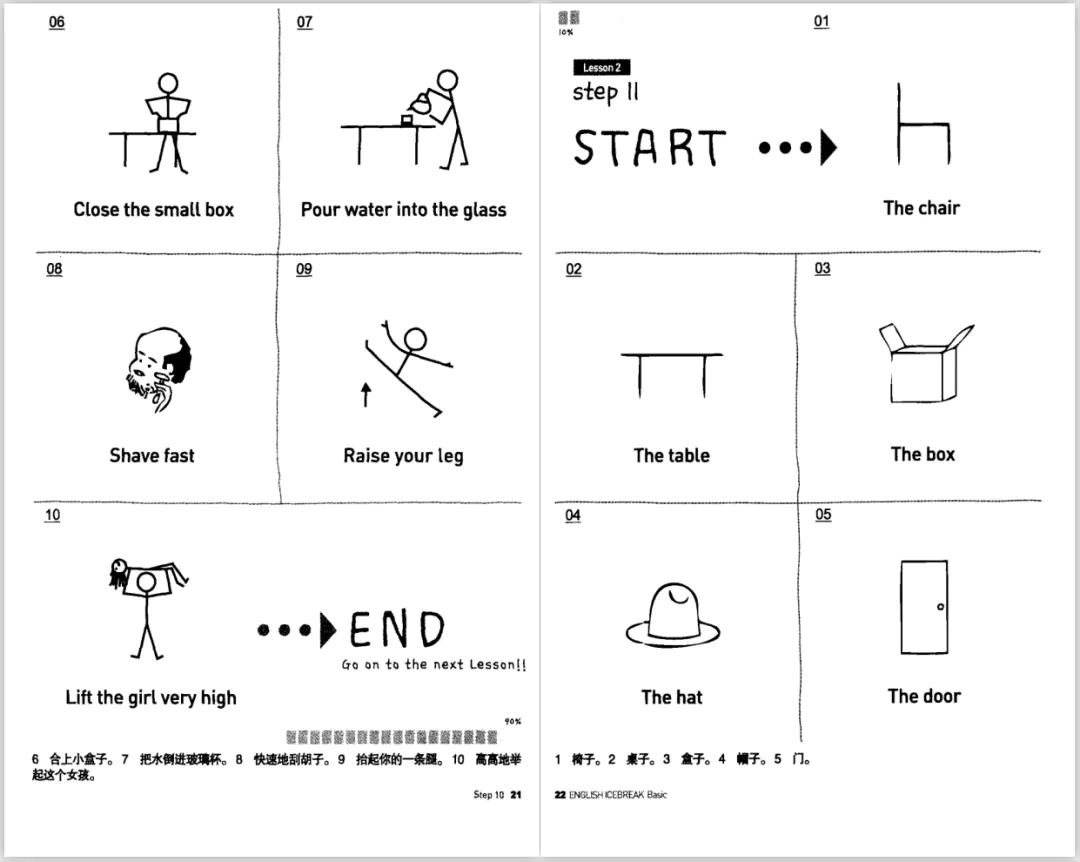 06
07
Close the small box
Pour water into the glass
08
09
Shave fast
Raise your leg
10
END
Go on to the next Lesson!!
Lift the girl very high
90%
6 合上小盒子。7 把水倒进玻璃杯。8 快速地刮胡子。9 抬起你的一条腿。10 高高地举
起这个女孩。
Step 10 21
10%
01
Lesson 2
step 11
START
The chair
02
03
The table
The box
04
05
The hat
The door
1 椅子。2 桌子。3 盒子。4 帽子。5 门。
22 ENGLISH ICEBREAK Basic